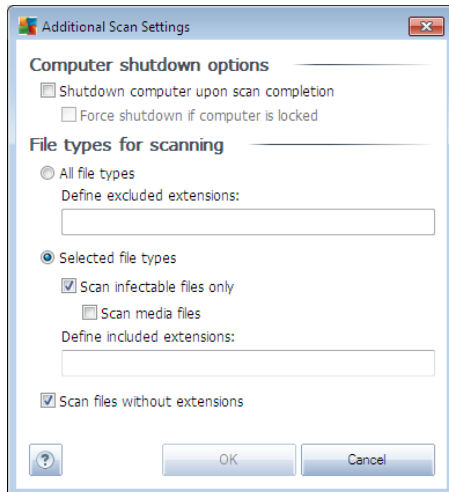 Additional Scan Settings
Computer shutdown options
Shutdown computer upon scan completion
Force shutdown if computer is locked
File types for scanning
All file types
Define excluded extensions:
Selected file types
Scan infectable files only
Scan media files
Define included extensions:
Scan files without extensions
? OK Cancel